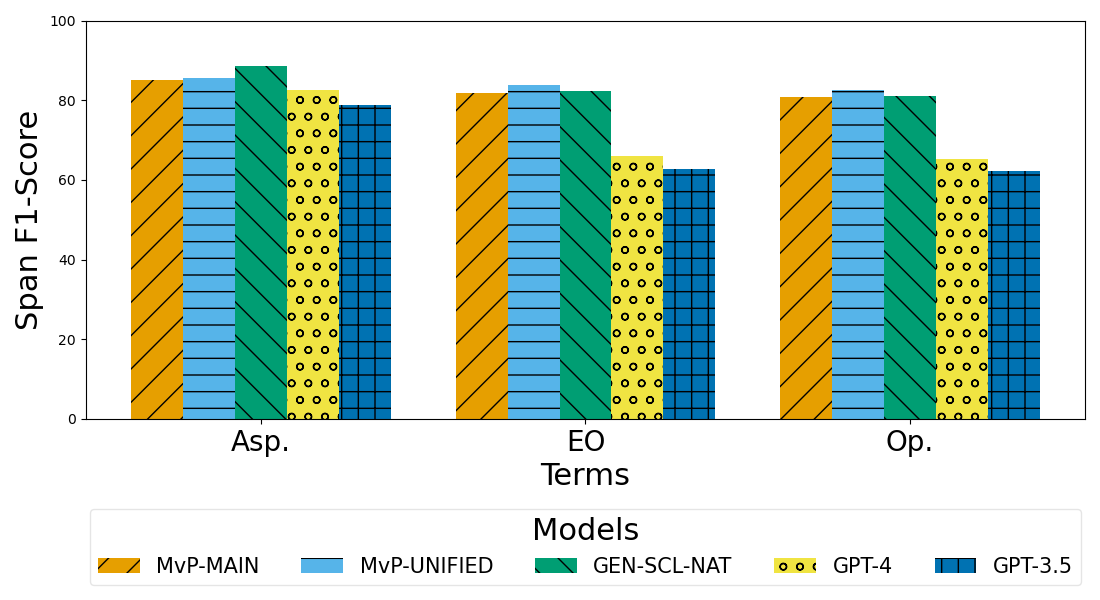 100
80
60
40
20
0
Span F1-Score
Asp. EO Op.
Terms
Models
MvP-MAIN MvP-UNIFIED GEN-SCL-NAT GPT-4 GPT-3.5